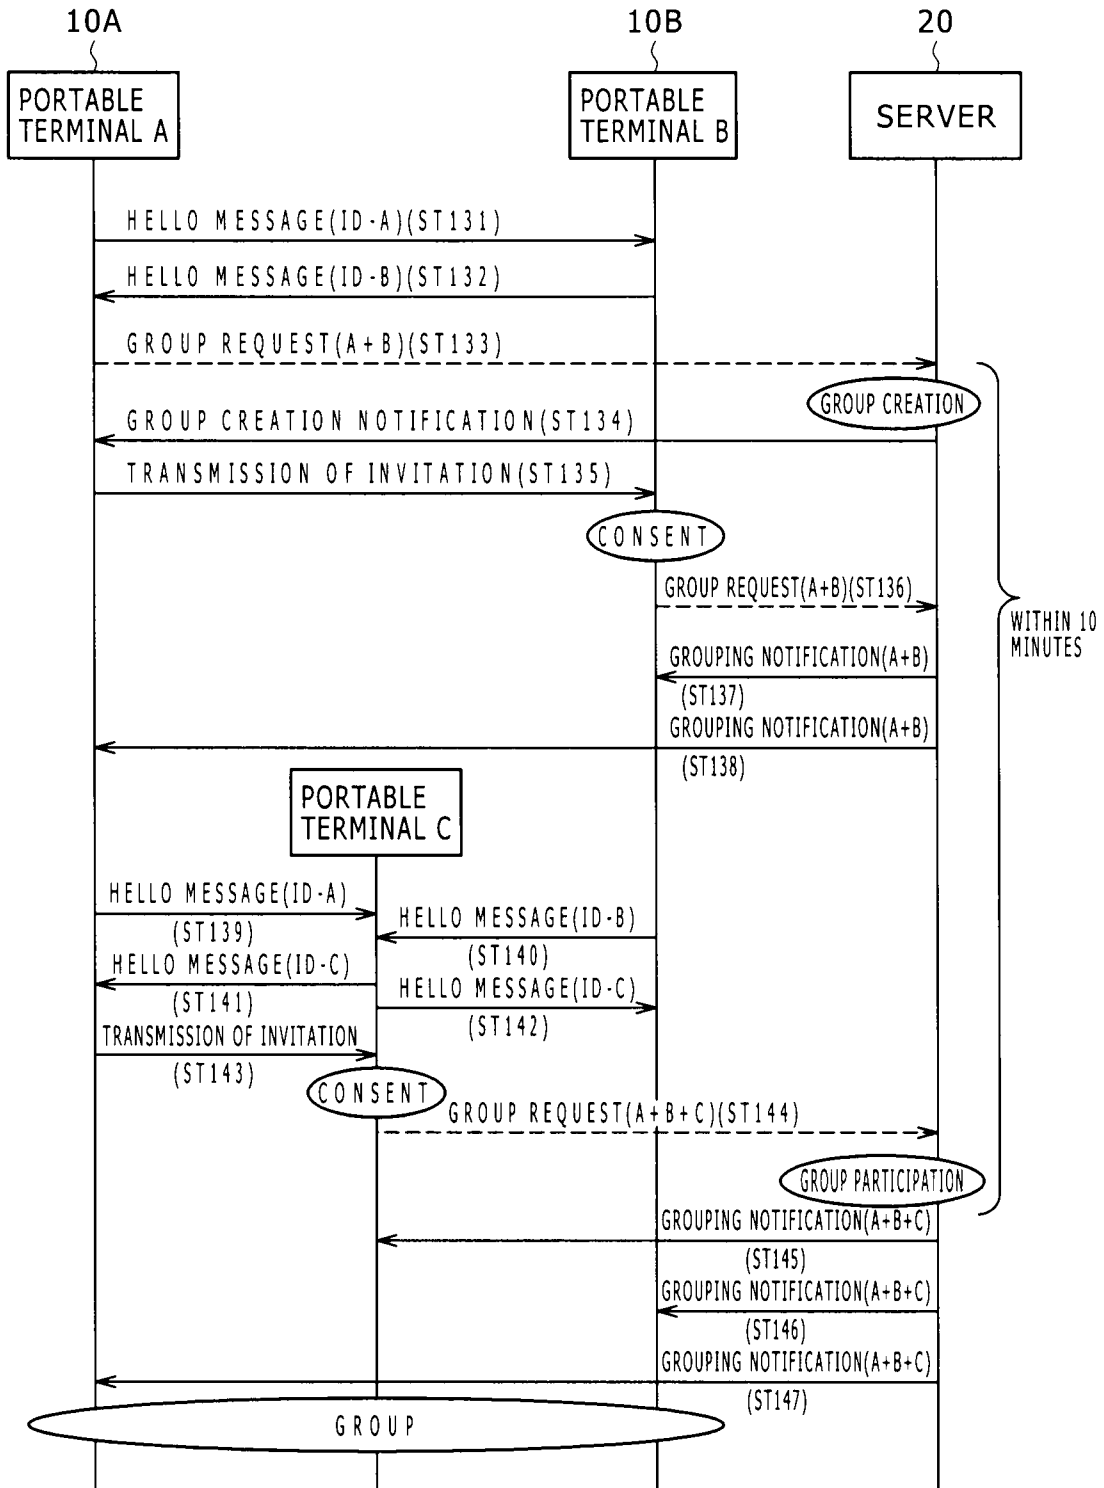 10A
10B
20
PORTABLE
TERMINAL A
PORTABLE
TERMINAL B
SERVER
HELLO MESSAGE(ID-A)(ST131)
HELLO MESSAGE(ID-B)(ST132)
GROUP REQUEST(A+B)(ST133)
GROUP CREATION
GROUP CREATION NOTIFICATION(ST134)
TRANSMISSION OF INVITATION(ST135)
CONSENT
GROUP REQUEST(A+B)(ST136)
WITHIN 10
MINUTES
GROUPING NOTIFICATION(A+B)
(ST137)
GROUPING NOTIFICATION(A+B)
(ST138)
PORTABLE
TERMINAL C
HELLO MESSAGE(ID-A)
(ST139)
HELLO MESSAGE(ID-B)
(ST140)
HELLO MESSAGE(ID-C)
(ST141)
HELLO MESSAGE(ID-C)
(ST142)
TRANSMISSION OF INVITATION
(ST143)
CONSENT
GROUP REQUEST(A+B+C)(ST144)
GROUP PARTICIPATION
GROUPING NOTIFICATION(A+B+C)
(ST145)
GROUPING NOTIFICATION(A+B+C)
(ST146)
GROUPING NOTIFICATION(A+B+C)
(ST147)
GROUP